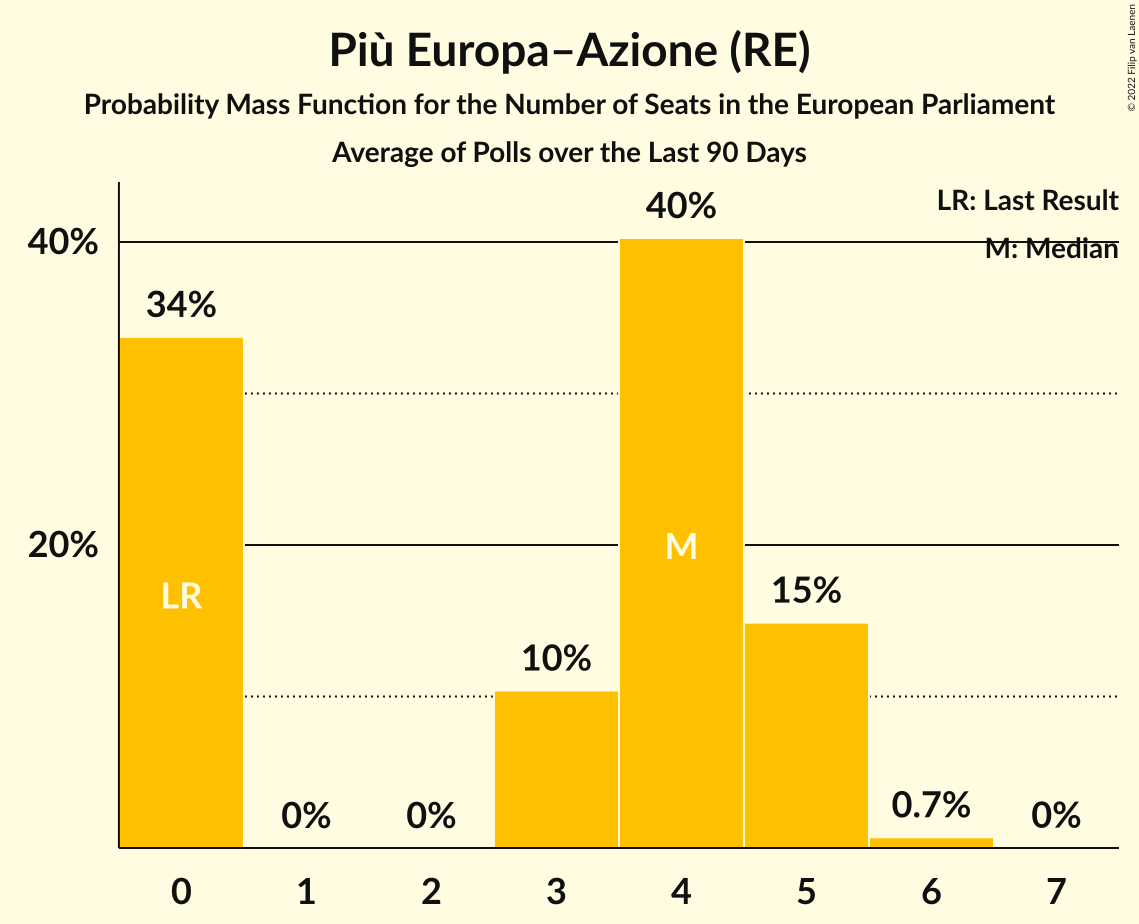 Più Europa–Azione (RE)
Probability Mass Function for the Number of Seats in the European Parliament
Average of Polls over the Last 90 Days
© 2022 Filip van Laenen
LR: Last Result
M: Median
40%
20%
34%
0%
0%
10%
40%
15%
0.7%
0%
LR
M
0 1 2 3 4 5 6 7